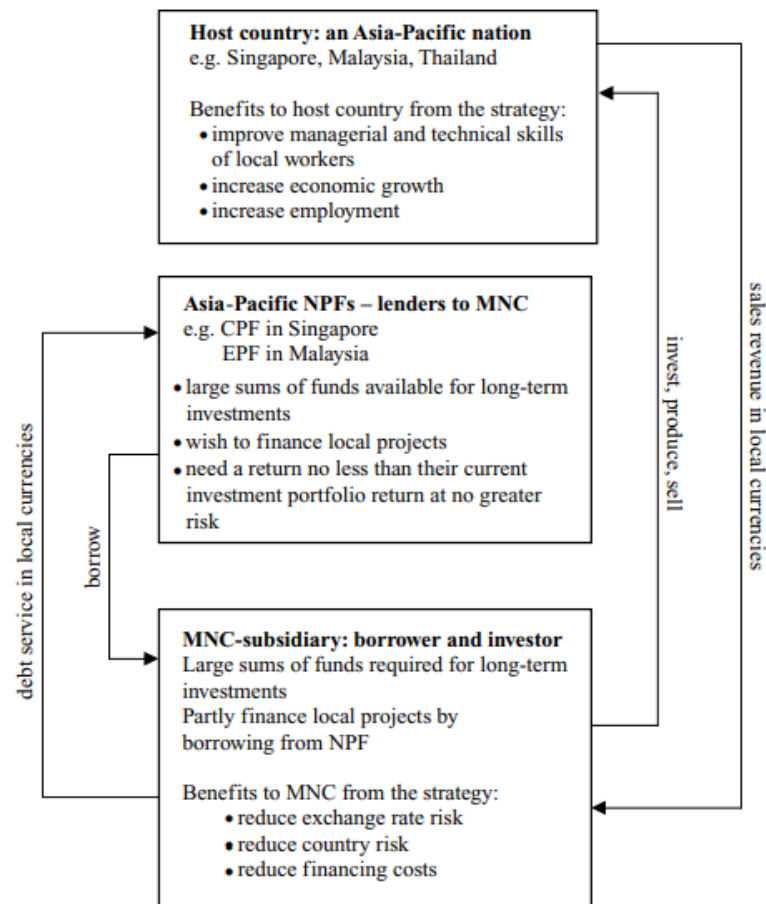 Host country: an Asia-Pacific nation
e.g. Singapore, Malaysia, Thailand
Benefits to host country from the strategy:
• improve managerial and technical skills
of local workers
• increase economic growth
• increase employment
Asia-Pacific NPFs – lenders to MNC
e.g. CPF in Singapore
EPF in Malaysia
• large sums of funds available for long-term
investments
• wish to finance local projects
• need a return no less than their current
investment portfolio return at no greater
risk
MNC-subsidiary: borrower and investor
Large sums of funds required for long-term
investments
Partly finance local projects by
borrowing from NPF
Benefits to MNC from the strategy:
• reduce exchange rate risk
• reduce country risk
• reduce financing costs
debt service in local currencies
borrow
invest, produce, sell
sales revenue in local currencies